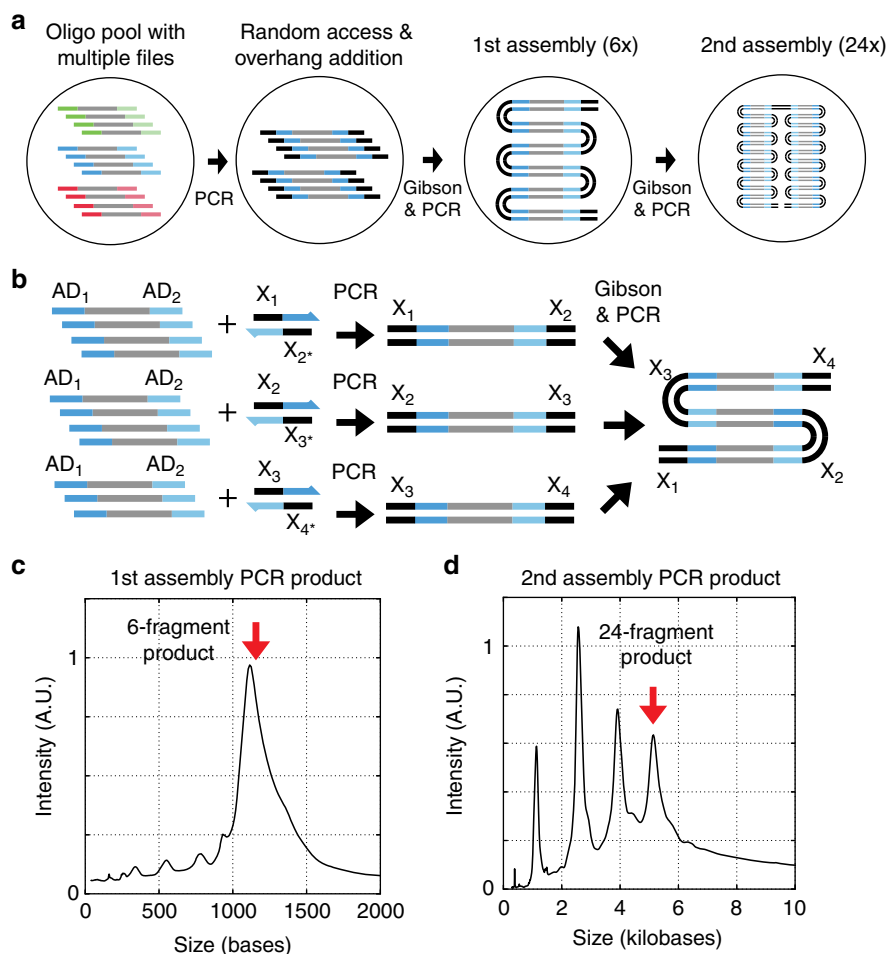 a
Oligo pool with
multiple files
Random access &
overhang addition
1st assembly (6x)
2nd assembly (24x)
PCR
Gibson
& PCR
Gibson
& PCR
b
AD1 AD2
+
X1
X2*
PCR
X1 X2
Gibson
& PCR
AD1 AD2
+
X2
X3*
PCR
X2 X3
AD1 AD2
+
X3
X4*
PCR
X3 X4
X3
X4
X1
X2
c
1st assembly PCR product
6-fragment
product
Intensity (A.U.)
1
0
0 500 1000 1500 2000
Size (bases)
d
2nd assembly PCR product
24-fragment
product
Intensity (A.U.)
1
0
0 2 4 6 8 10
Size (kilobases)